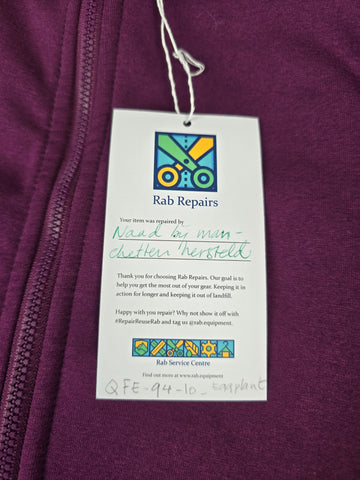 Rab Repairs
Your item was repaired by
Naad bij man-
chetten hersteld
Thank you for choosing Rab Repairs. Our goal is to
help you get the most out of your gear. Keeping it in
action for longer and keeping it out of landfill.
Happy with you repair? Why not show it off with
#RepairReuseRab and tag us @rab.equipment.
Rab Service Centre
Find out more at www.rab.equipment
QFE-94-10- Eggplant